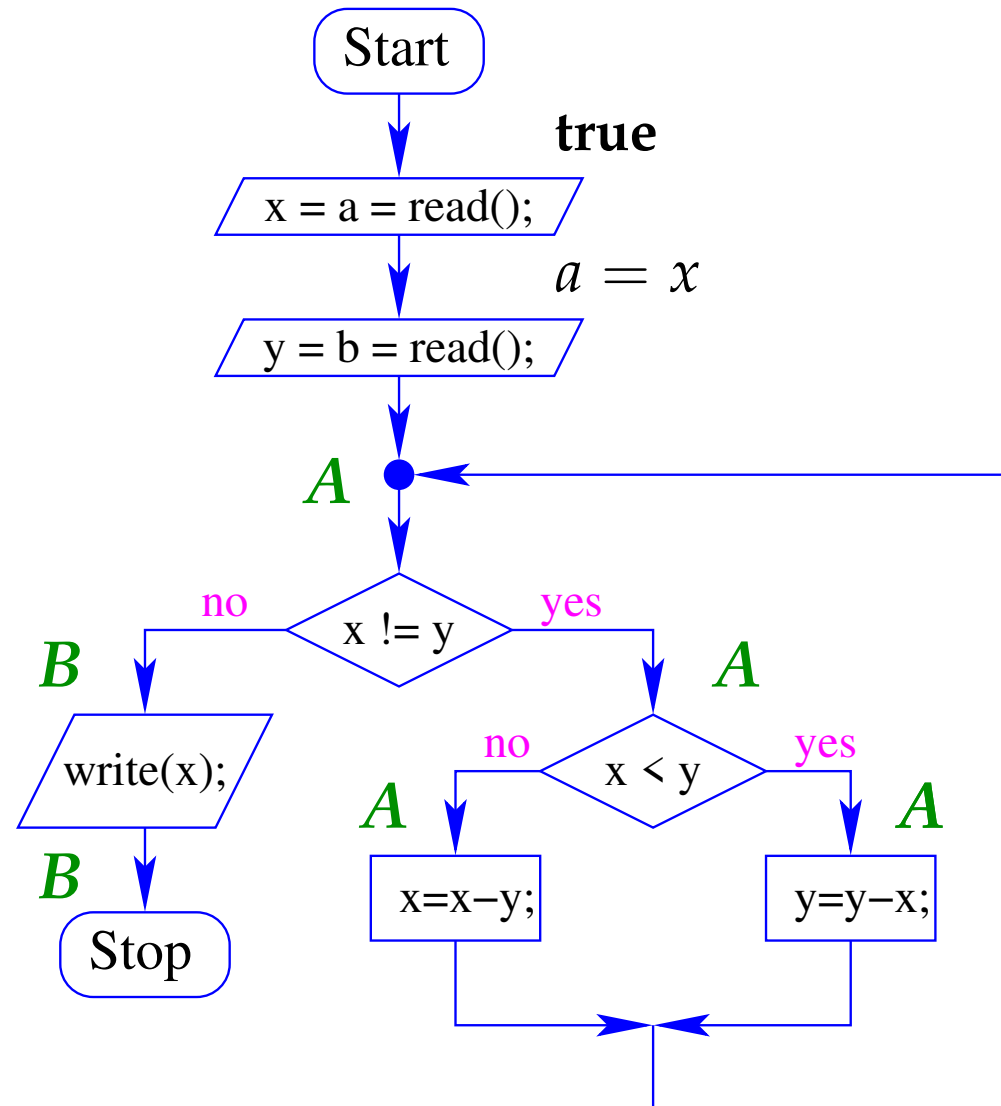 Start
true
x = a = read();
a = x
y = b = read();
A
no
x != y
yes
B
A
write(x);
no
x < y
yes
A
A
B
x=x−y;
y=y−x;
Stop